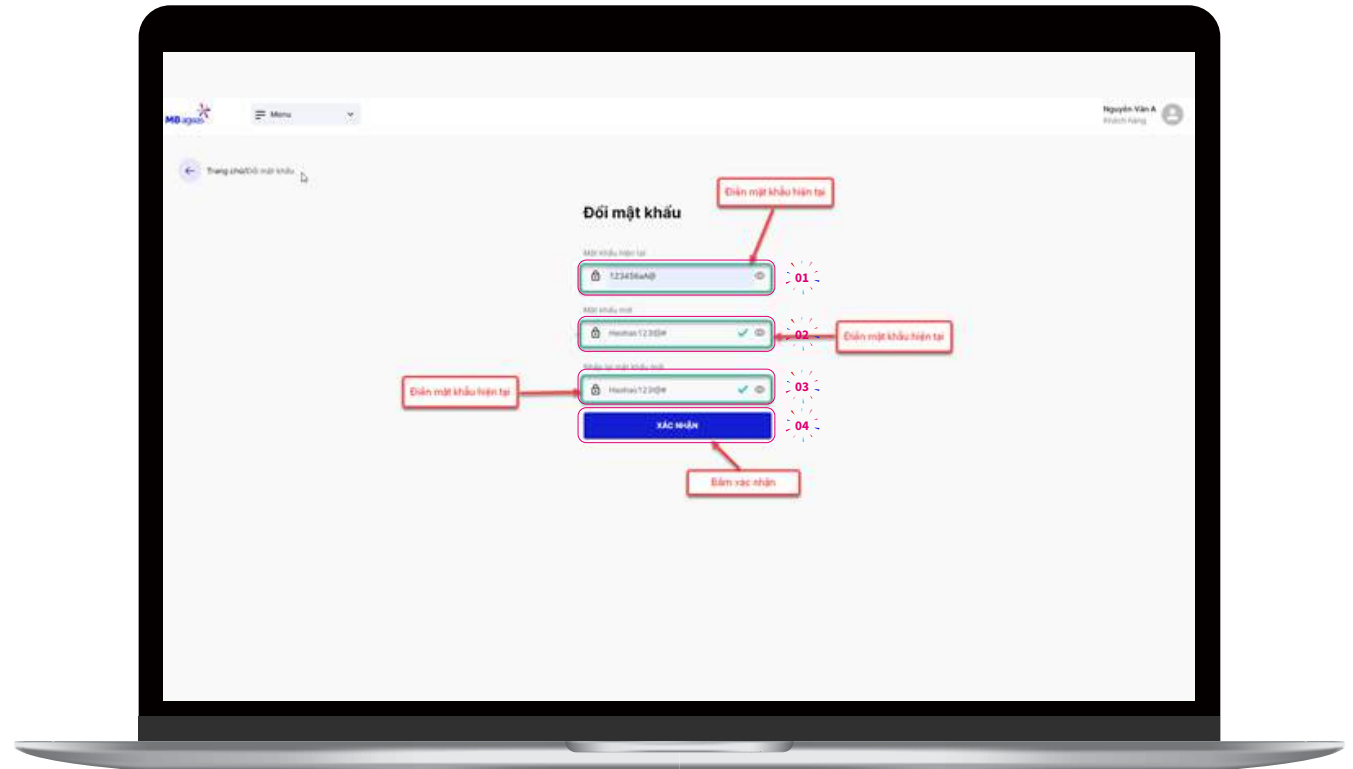 MB ageas
Menu
Nguyễn Văn A
Khách hàng
Trang chủ/Đổi mật khẩu
Điền mật khẩu hiện tại
Đổi mật khẩu
Mật khẩu hiện tại
123456aA@
01
Mật khẩu mới
02
Điền mật khẩu hiện tại
Nhập lại mật khẩu mới
Điền mật khẩu hiện tại
03
XÁC NHẬN
04
Bấm xác nhận